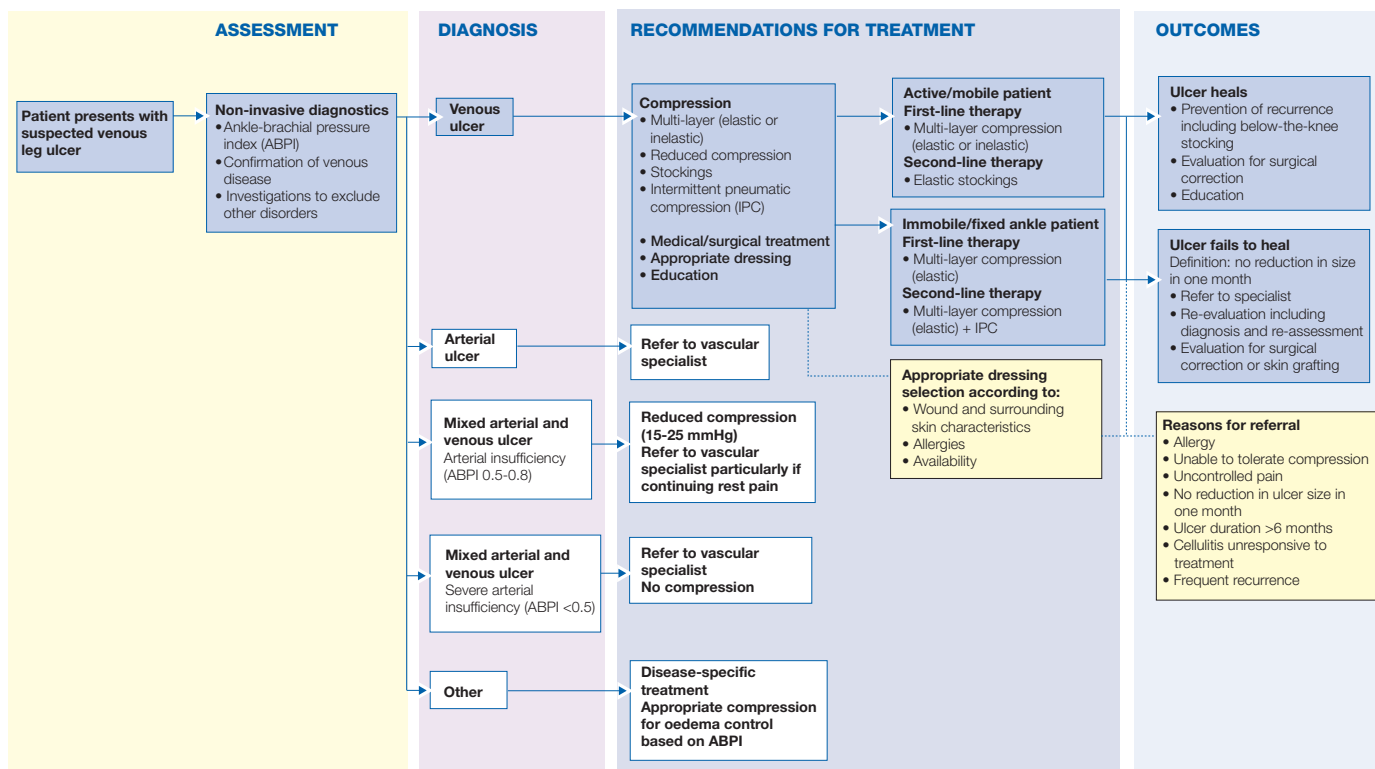 ASSESSMENT
DIAGNOSIS
RECOMMENDATIONS FOR TREATMENT
OUTCOMES
Patient presents with
suspected venous
leg ulcer
Non-invasive diagnostics
• Ankle-brachial pressure
index (ABPI)
• Confirmation of venous
disease
• Investigations to exclude
other disorders
Venous
ulcer
Compression
• Multi-layer (elastic or
inelastic)
• Reduced compression
• Stockings
• Intermittent pneumatic
compression (IPC)
• Medical/surgical treatment
• Appropriate dressing
• Education
Active/mobile patient
First-line therapy
• Multi-layer compression
(elastic or inelastic)
Second-line therapy
• Elastic stockings
Immobile/fixed ankle patient
First-line therapy
• Multi-layer compression
(elastic)
Second-line therapy
• Multi-layer compression
(elastic) + IPC
Ulcer heals
• Prevention of recurrence
including below-the-knee
stocking
• Evaluation for surgical
correction
• Education
Ulcer fails to heal
Definition: no reduction in size
in one month
• Refer to specialist
• Re-evaluation including
diagnosis and re-assessment
• Evaluation for surgical
correction or skin grafting
Arterial
ulcer
Refer to vascular
specialist
Appropriate dressing
selection according to:
• Wound and surrounding
skin characteristics
• Allergies
• Availability
Reasons for referral
• Allergy
• Unable to tolerate compression
• Uncontrolled pain
• No reduction in ulcer size in
one month
• Ulcer duration >6 months
• Cellulitis unresponsive to
treatment
• Frequent recurrence
Mixed arterial and
venous ulcer
Arterial insufficiency
(ABPI 0.5-0.8)
Reduced compression
(15-25 mmHg)
Refer to vascular
specialist particularly if
continuing rest pain
Mixed arterial and
venous ulcer
Severe arterial
insufficiency (ABPI <0.5)
Refer to vascular
specialist
No compression
Other
Disease-specific
treatment
Appropriate compression
for oedema control
based on ABPI